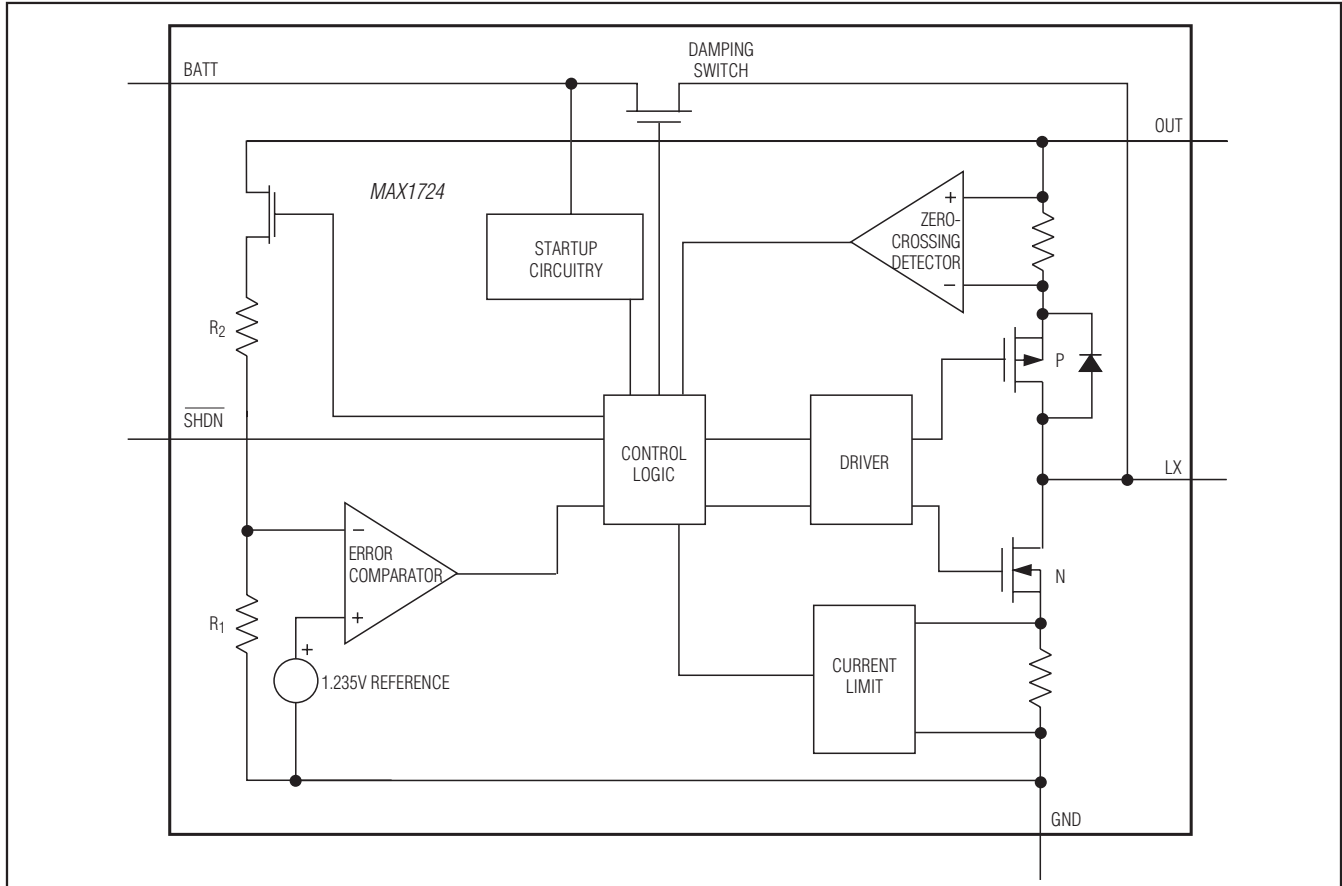 DAMPING
SWITCH
BATT
OUT
MAX1724
+
ZERO-
CROSSING
DETECTOR
−
STARTUP
CIRCUITRY
R2
P
SHDN
CONTROL
LOGIC
DRIVER
LX
−
ERROR
COMPARATOR
+
N
R1
+
1.235V REFERENCE
CURRENT
LIMIT
GND